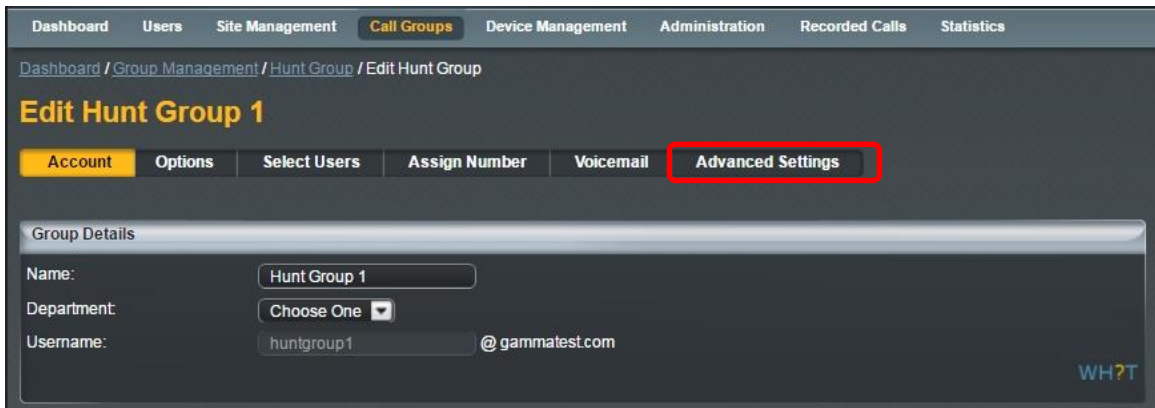 Dashboard Users Site Management Call Groups Device Management Administration Recorded Calls Statistics
Dashboard / Group Management / Hunt Group / Edit Hunt Group
Edit Hunt Group 1
Account Options Select Users Assign Number Voicemail Advanced Settings
Group Details
Name: Hunt Group 1
Department: Choose One
Username: huntgroup1 @ gammatest.com
WH?T